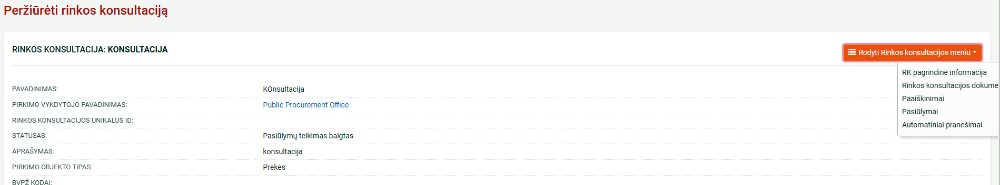 Peržiūrėti rinkos konsultaciją
RINKOS KONSULTACIJA: KONSULTACIJA
Rodyti Rinkos konsultacijos meniu
RK pagrindinė informacija
Rinkos konsultacijos dokume
Paaiškinimai
Pasiūlymai
Automatiniai pranešimai
PAVADINIMAS: KOnsultacija
PIRKIMO VYKDYTOJO PAVADINIMAS: Public Procurement Office
RINKOS KONSULTACIJOS UNIKALUS ID:
STATUSAS: Pasiūlymų teikimas baigtas
APRAŠYMAS: konsultacija
PIRKIMO OBJEKTO TIPAS: Prekės
BVPŽ KODAI: